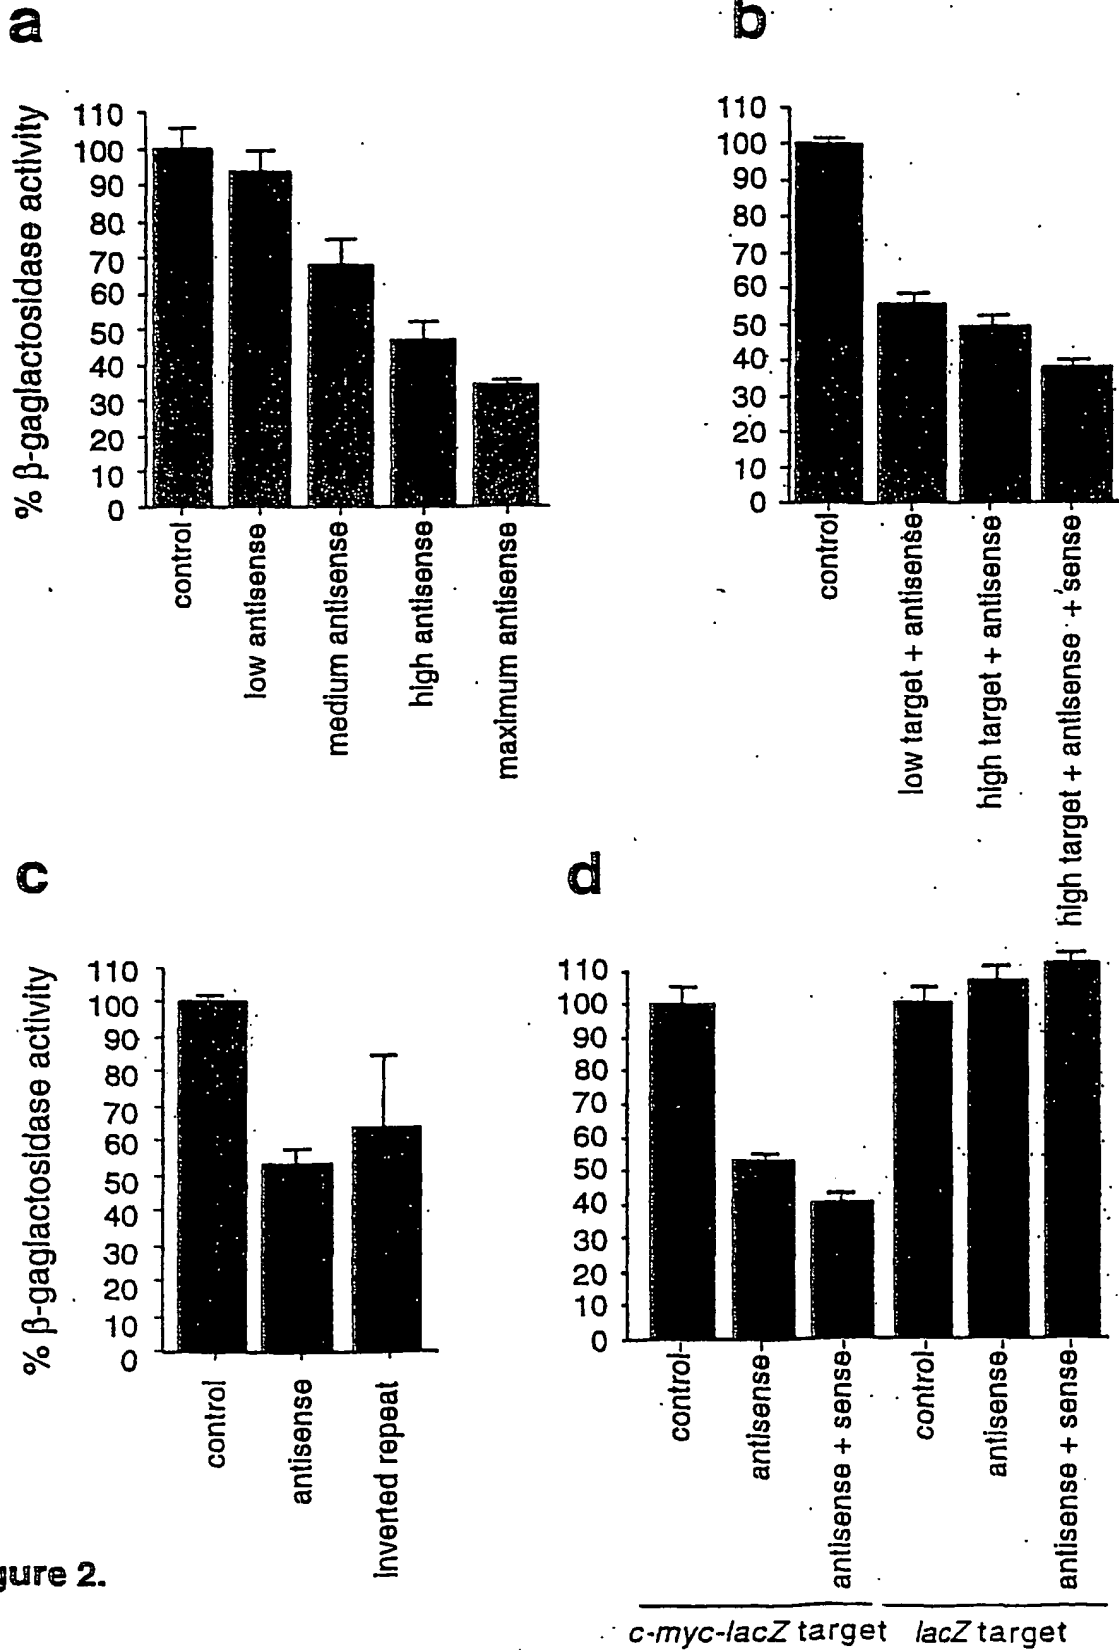 a
% β-gaglactosidase activity
110
100
90
80
70
60
50
40
30
20
10
0
control
low antisense
medium antisense
high antisense
maximum antisense
b
110
100
90
80
70
60
50
40
30
20
10
0
control
low target + antisense
high target + antisense
high target + antisense + sense
c
% β-gaglactosidase activity
110
100
90
80
70
60
50
40
30
20
10
0
control
antisense
Inverted repeat
d
110
100
90
80
70
60
50
40
30
20
10
0
control
antisense
antisense + sense
control
antisense
antisense + sense
c-myc-lacZ target
lacZ target
gure 2.